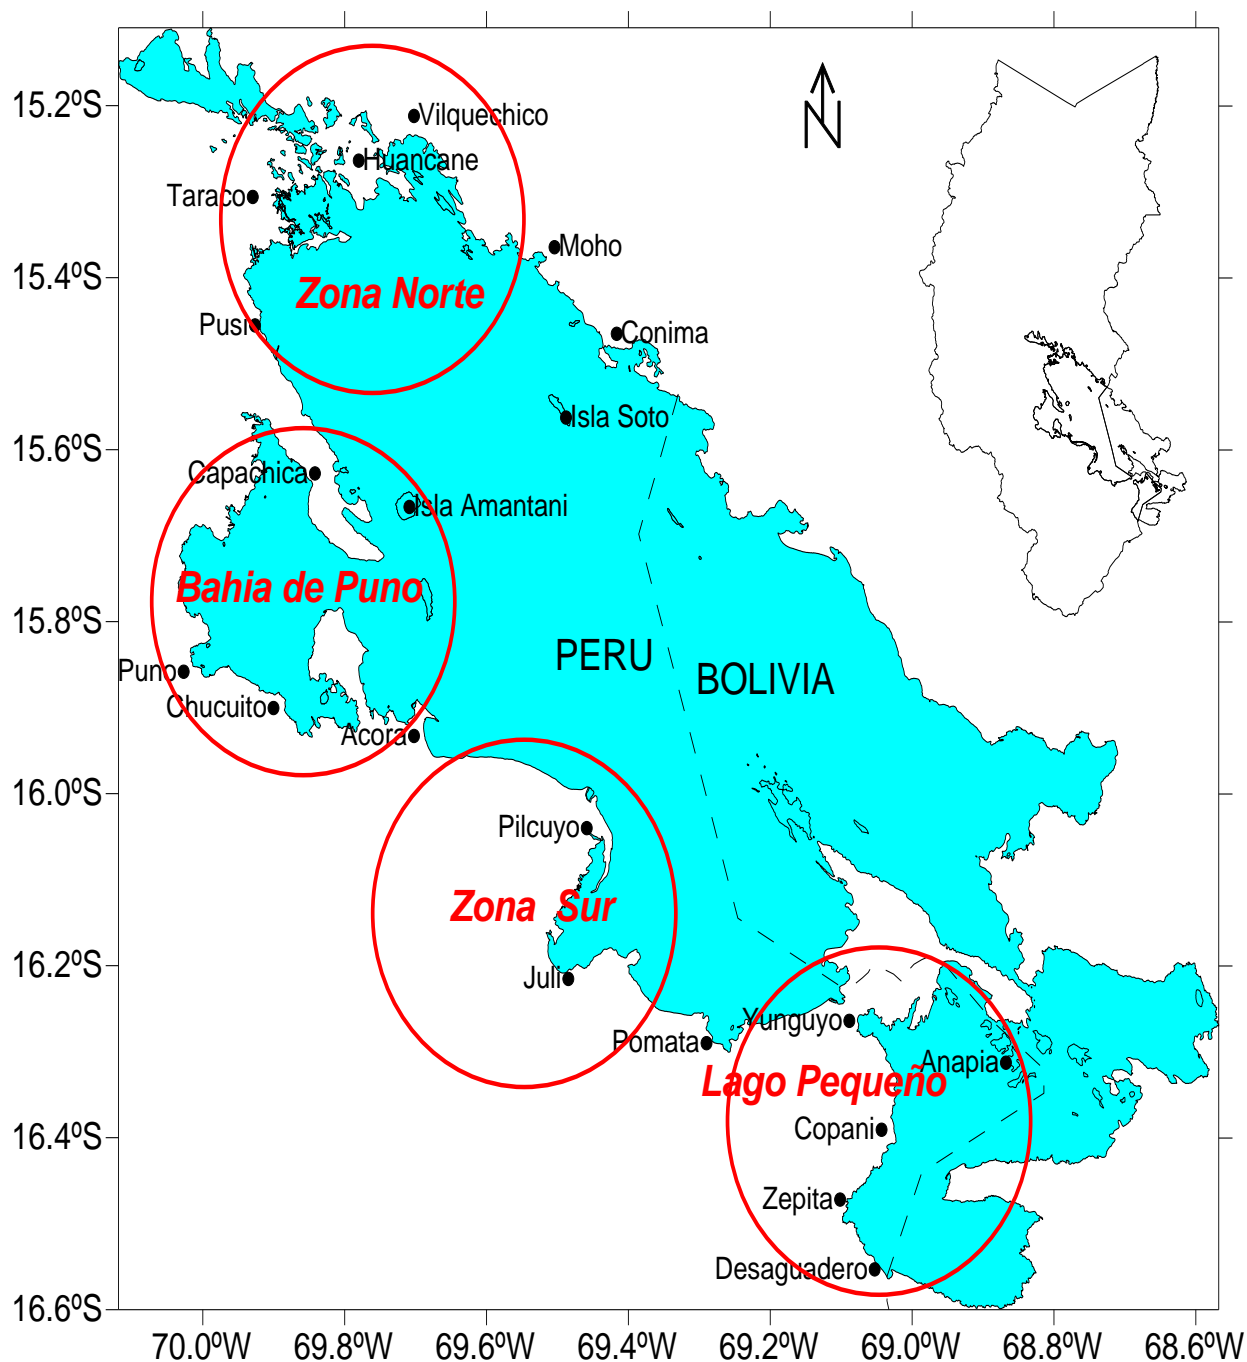 15.2ºS
15.4ºS
15.6ºS
15.8ºS
16.0ºS
16.2ºS
16.4ºS
16.6ºS
70.0ºW
69.8ºW
69.6ºW
69.4ºW
69.2ºW
69.0ºW
68.8ºW
68.6ºW
N
Vilquechico
Huancane
Taraco
Moho
Zona Norte
Pusi
Conima
Isla Soto
Capachica
Isla Amantani
Bahia de Puno
PERU
BOLIVIA
Puno
Chucuito
Acora
Pilcuyo
Zona Sur
Juli
Yunguyo
Pomata
Anapia
Lago Pequeño
Copani
Zepita
Desaguadero